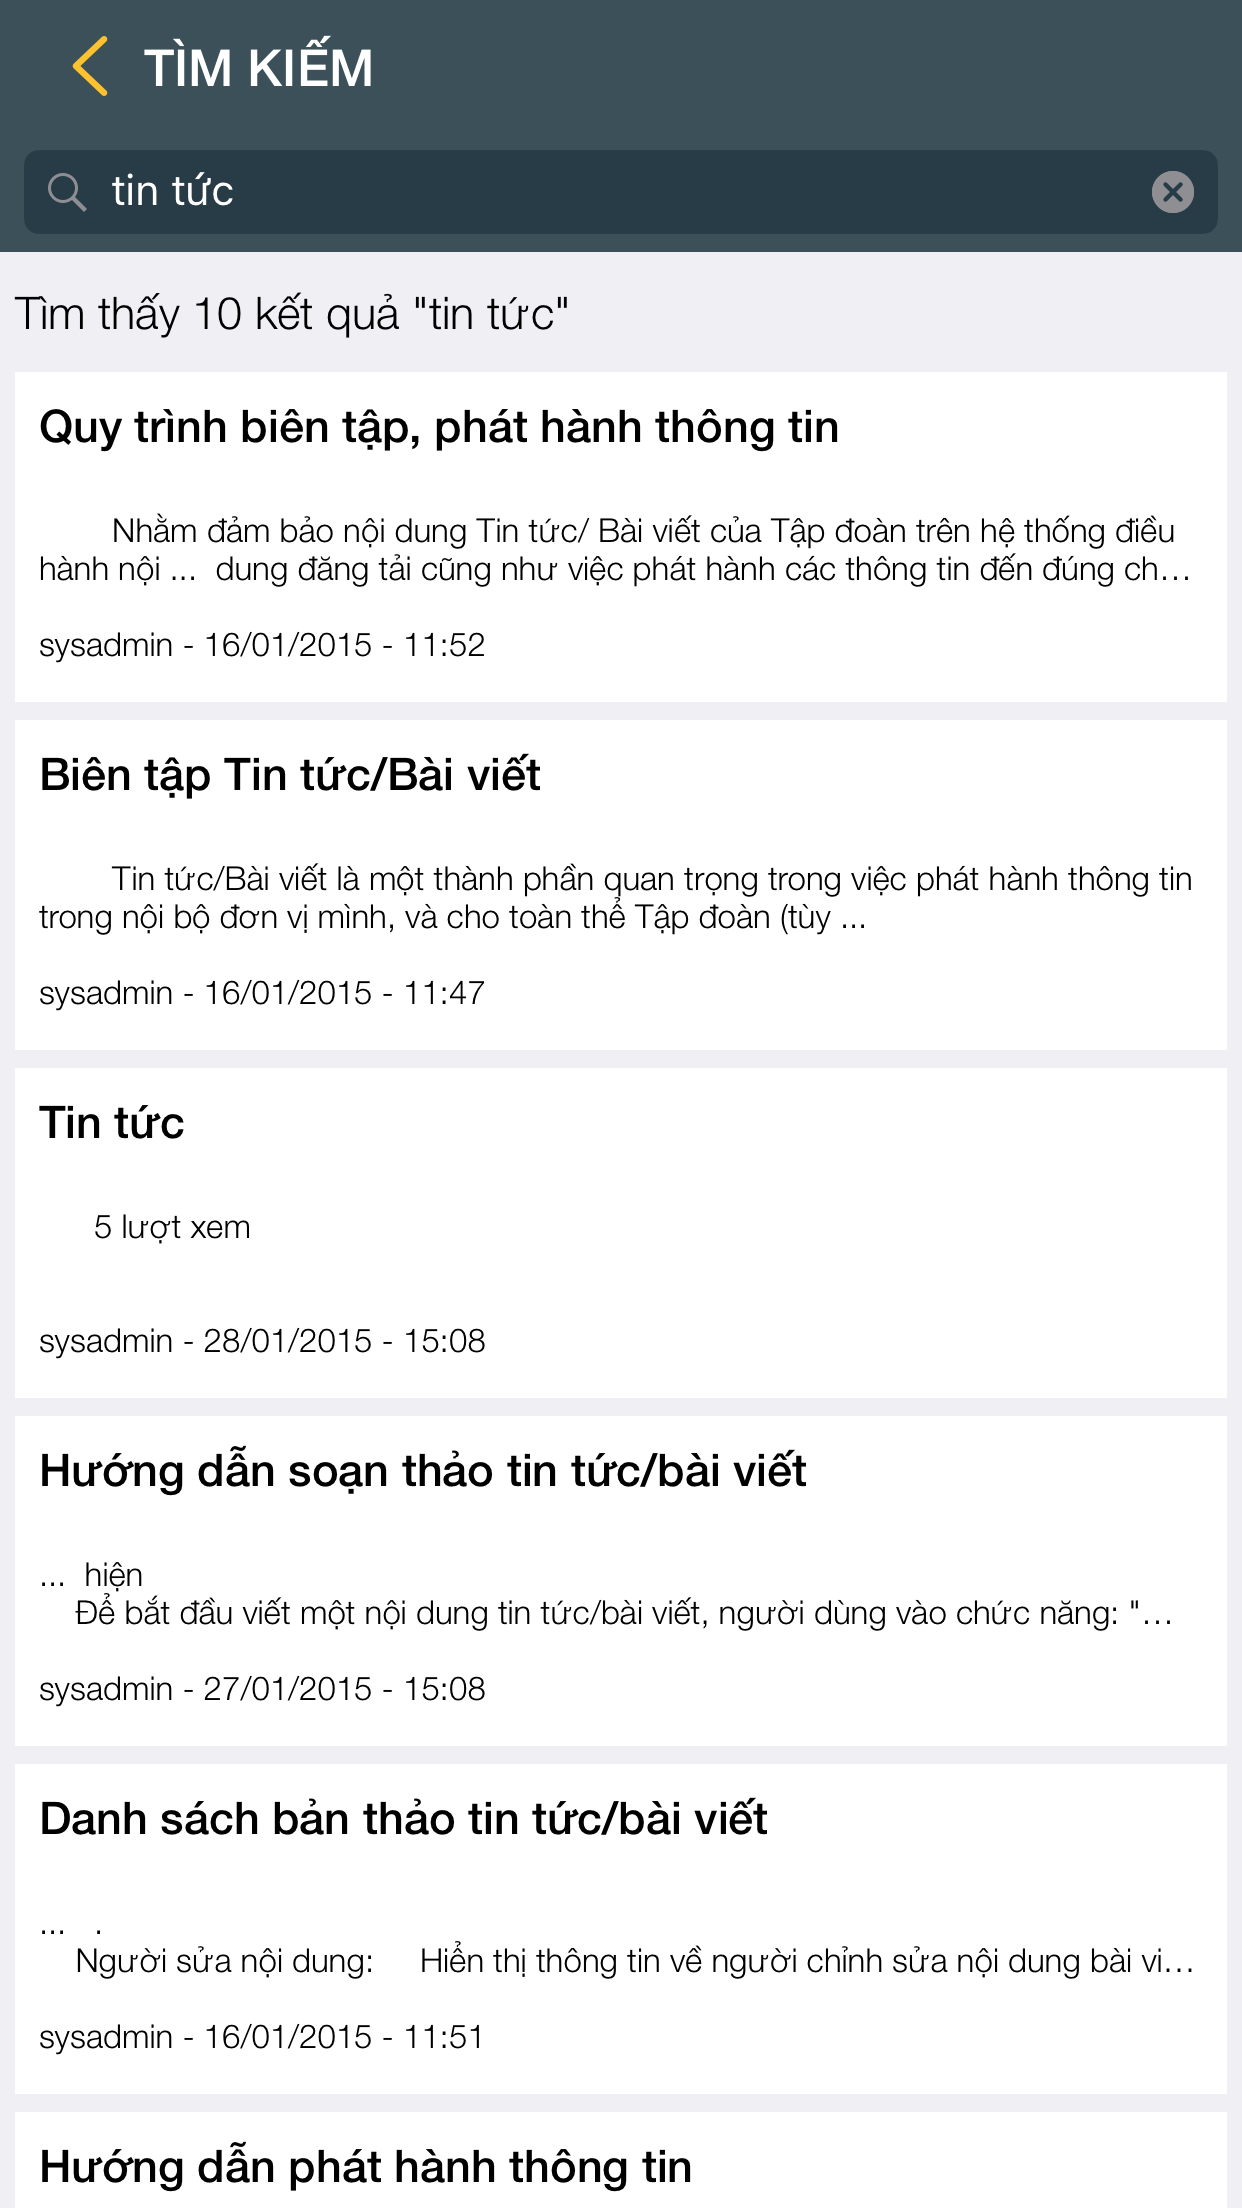 TÌM KIẾM
tin tức
Tìm thấy 10 kết quả "tin tức"
Quy trình biên tập, phát hành thông tin
Nhằm đảm bảo nội dung Tin tức/ Bài viết của Tập đoàn trên hệ thống điều
hành nội ... dung đăng tải cũng như việc phát hành các thông tin đến đúng ch...
sysadmin - 16/01/2015 - 11:52
Biên tập Tin tức/Bài viết
Tin tức/Bài viết là một thành phần quan trọng trong việc phát hành thông tin
trong nội bộ đơn vị mình, và cho toàn thể Tập đoàn (tùy ...
sysadmin - 16/01/2015 - 11:47
Tin tức
5 lượt xem
sysadmin - 28/01/2015 - 15:08
Hướng dẫn soạn thảo tin tức/bài viết
... hiện
Để bắt đầu viết một nội dung tin tức/bài viết, người dùng vào chức năng: "...
sysadmin - 27/01/2015 - 15:08
Danh sách bản thảo tin tức/bài viết
... .
Người sửa nội dung: Hiển thị thông tin về người chỉnh sửa nội dung bài vi...
sysadmin - 16/01/2015 - 11:51
Hướng dẫn phát hành thông tin